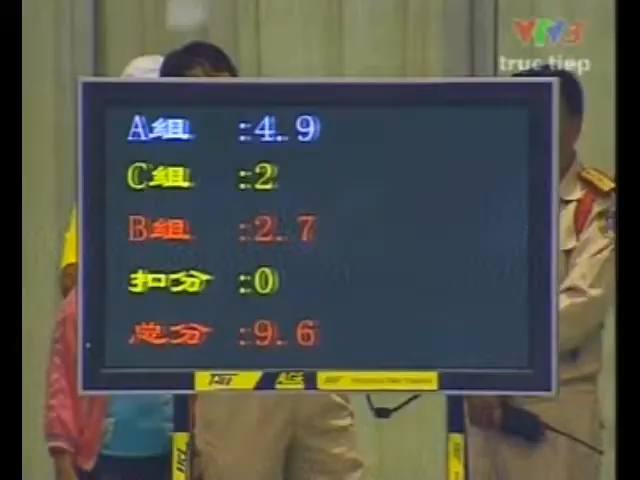 VTV3
truc tiep
A组 :4.9
C组 :2
B组 :2.7
扣分 :0
总分 :9.6